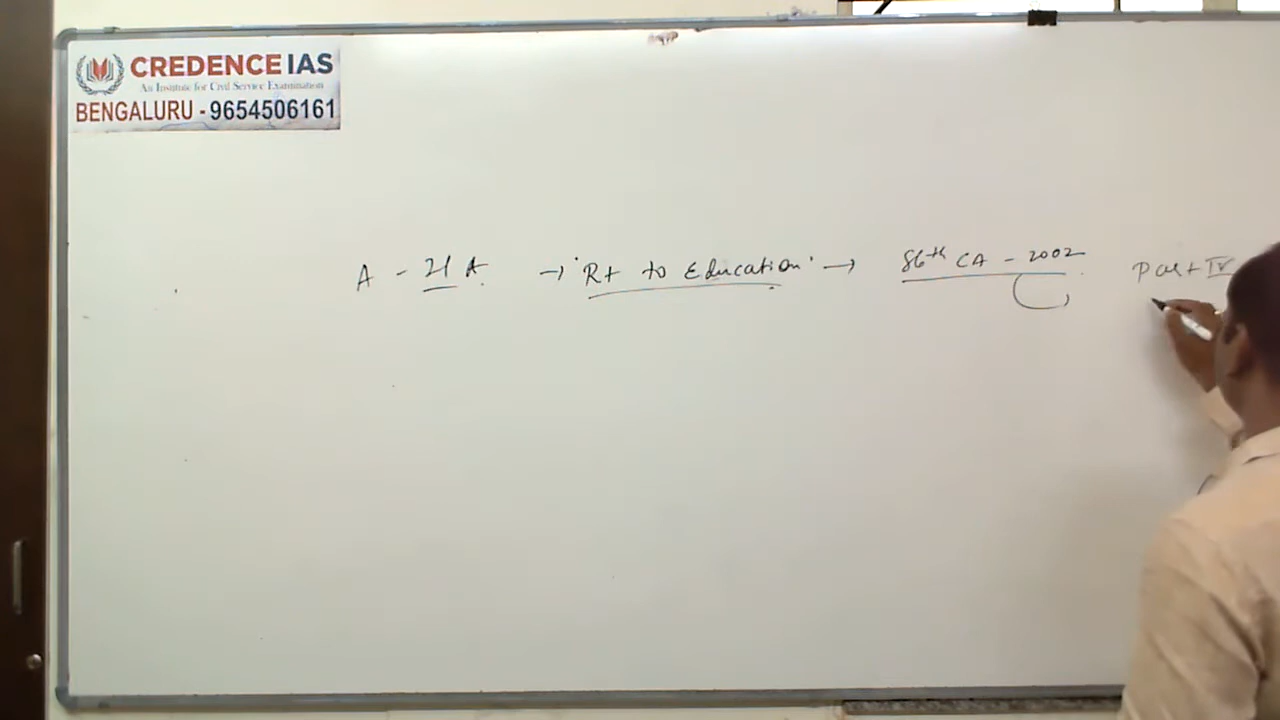 CREDENCE IAS
An Institute for Civil Service Examination
BENGALURU - 9654506161
A - 21 A → 'Rt to Education' → 86th CA - 2002 Part IV